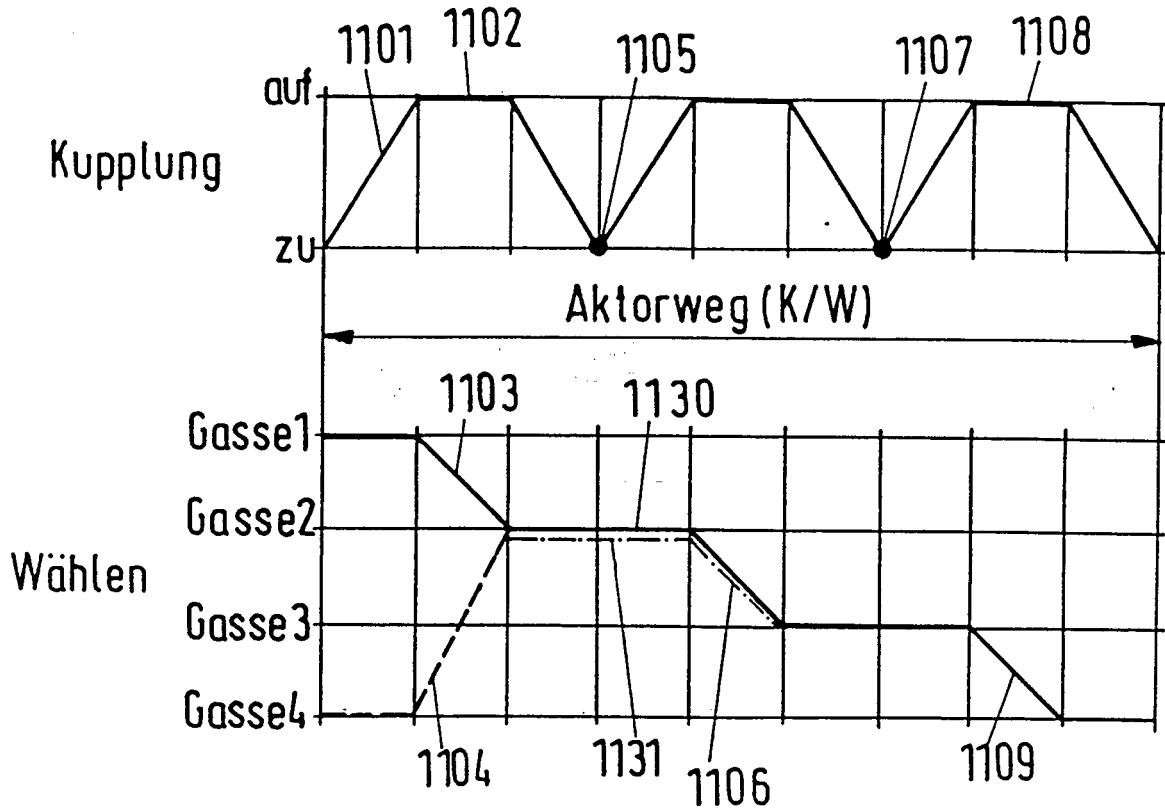 1101
1102
1105
1107
1108
auf
Kupplung
zu
Aktorweg (K/W)
1103
1130
Gasse1
Gasse2
Wählen
Gasse3
Gasse4
1104
1131
1106
1109